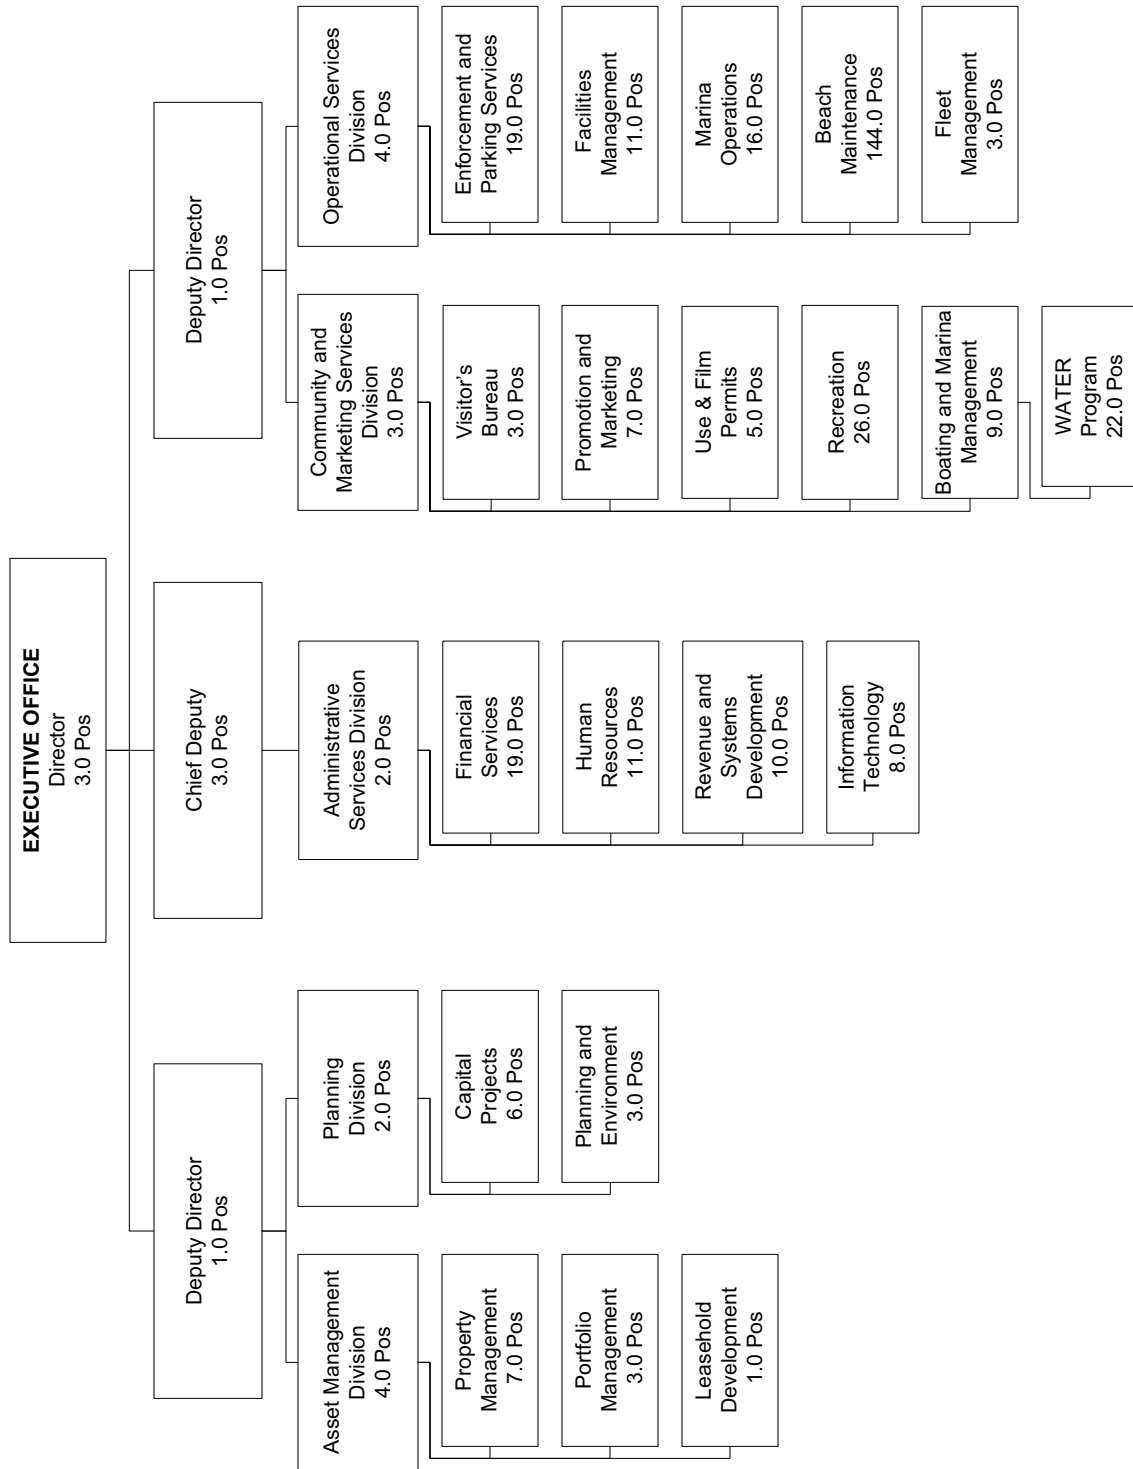 EXECUTIVE OFFICE
Director
3.0 Pos
Deputy Director
1.0 Pos
Chief Deputy
3.0 Pos
Deputy Director
1.0 Pos
Asset Management
Division
4.0 Pos
Planning
Division
2.0 Pos
Administrative
Services Division
2.0 Pos
Community and
Marketing Services
Division
3.0 Pos
Operational Services
Division
4.0 Pos
Property
Management
7.0 Pos
Portfolio
Management
3.0 Pos
Leasehold
Development
1.0 Pos
Capital
Projects
6.0 Pos
Planning and
Environment
3.0 Pos
Financial
Services
19.0 Pos
Human
Resources
11.0 Pos
Revenue and
Systems
Development
10.0 Pos
Information
Technology
8.0 Pos
Visitor's
Bureau
3.0 Pos
Promotion and
Marketing
7.0 Pos
Use & Film
Permits
5.0 Pos
Recreation
26.0 Pos
Boating and Marina
Management
9.0 Pos
WATER
Program
22.0 Pos
Enforcement and
Parking Services
19.0 Pos
Facilities
Management
11.0 Pos
Marina
Operations
16.0 Pos
Beach
Maintenance
144.0 Pos
Fleet
Management
3.0 Pos